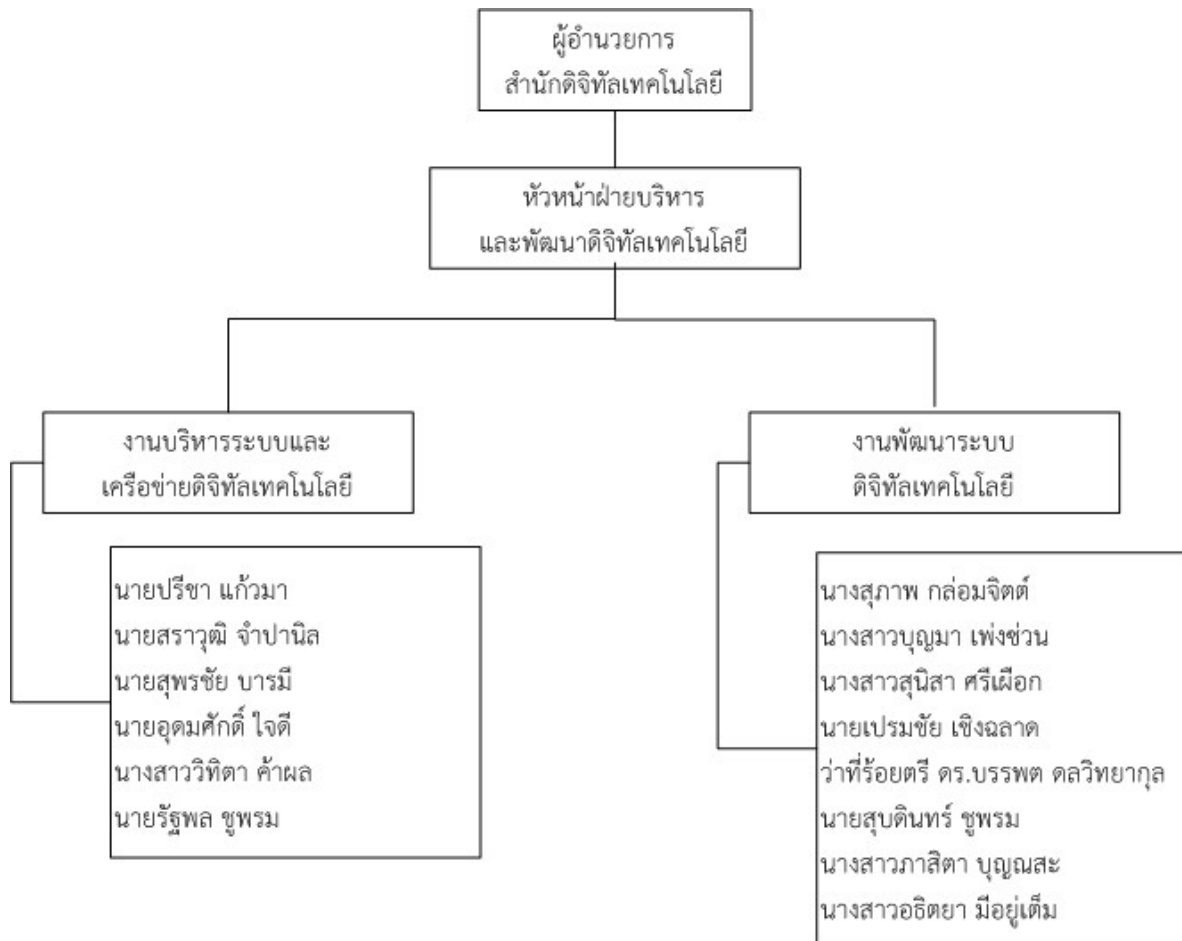 ผู้อำนวยการ
สำนักดิจิทัลเทคโนโลยี
หัวหน้าฝ่ายบริหาร
และพัฒนาดิจิทัลเทคโนโลยี
งานบริหารระบบและ
เครือข่ายดิจิทัลเทคโนโลยี
นายปรีชา แก้วมา
นายสราวุฒิ จำปานิล
นายสุพรชัย บารมี
นายอุดมศักดิ์ ใจดี
นางสาววิทิตา ค้าผล
นายรัฐพล ชูพรม
งานพัฒนาระบบ
ดิจิทัลเทคโนโลยี
นางสุภาพ กล่อมจิตต์
นางสาวบุญมา เพ่งช่วน
นางสาวสุนิสา ศรีเผือก
นายเปรมชัย เชิงฉลาด
ว่าที่ร้อยตรี ดร.บรรพต ดลวิทยากุล
นายสุบดินทร์ ชูพรม
นางสาวภาสิตา บุญณสะ
นางสาวอธิตยา มีอยู่เต็ม